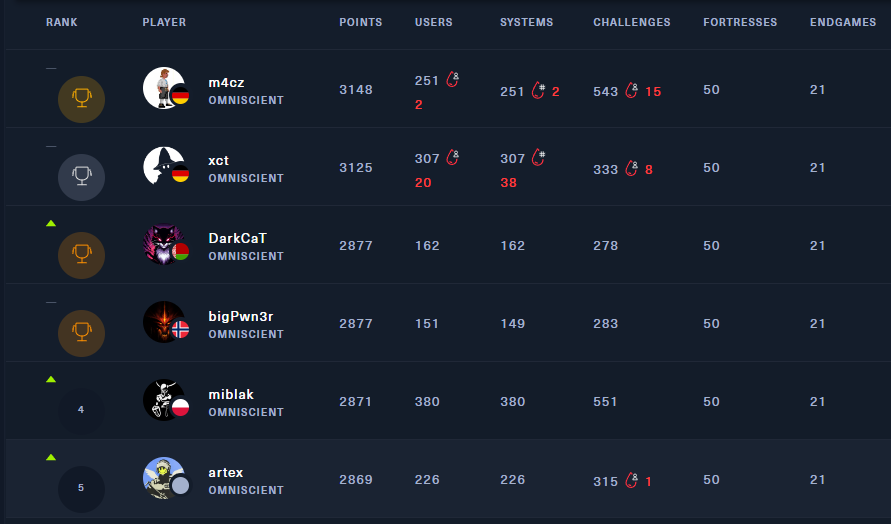 RANK PLAYER POINTS USERS SYSTEMS CHALLENGES FORTRESSES ENDGAMES
m4cz
OMNISCIENT
3148 251 2 251 # 2 543 15 50 21
xct
OMNISCIENT
3125 307 20 307 # 38 333 8 50 21
DarkCaT
OMNISCIENT
2877 162 162 278 50 21
bigPwn3r
OMNISCIENT
2877 151 149 283 50 21
4
miblak
OMNISCIENT
2871 380 380 551 50 21
5
artex
OMNISCIENT
2869 226 226 315 1 50 21